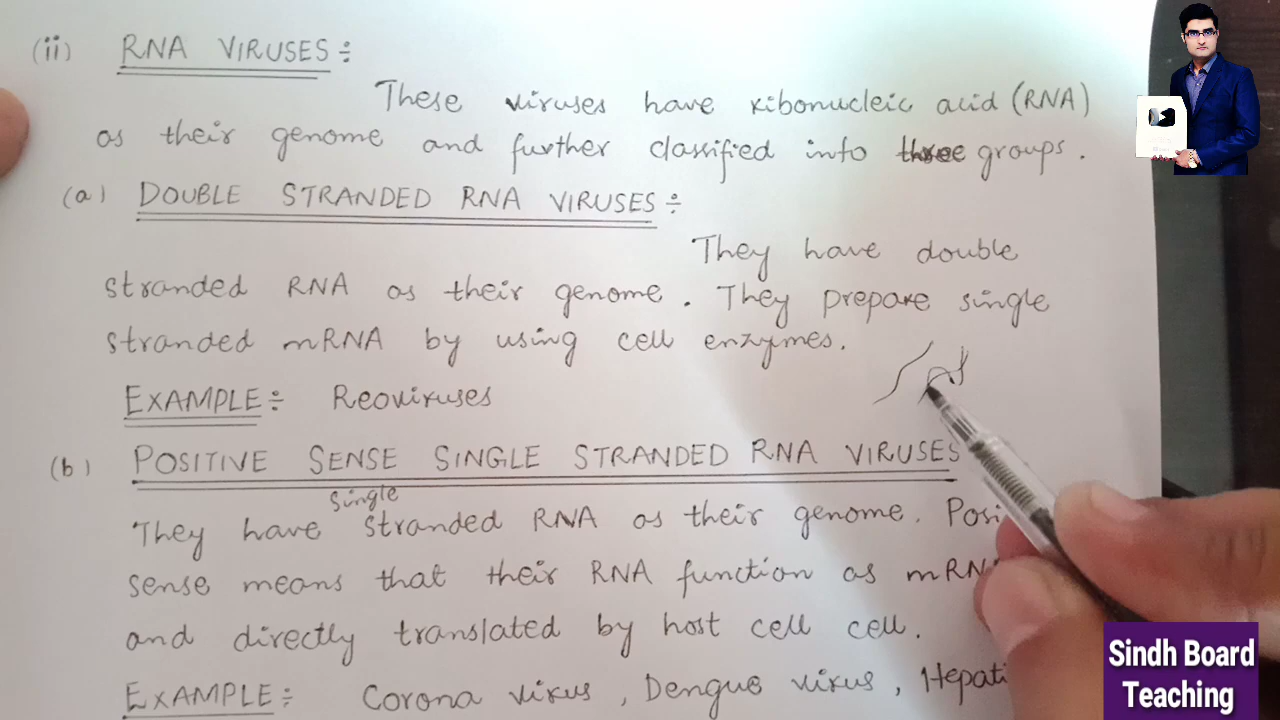 (ii) RNA VIRUSES÷
These viruses have ribonucleic acid (RNA)
as their genome and further classified into three groups.
(a) DOUBLE STRANDED RNA VIRUSES÷
They have double
stranded RNA as their genome. They prepare single
stranded mRNA by using cell enzymes.
EXAMPLE÷ Reoviruses
(b) POSITIVE SENSE SINGLE STRANDED RNA VIRUSES
single
They have stranded RNA as their genome. Posi
sense means that their RNA function as mRN
and directly translated by host cell cell.
EXAMPLE÷ Corona virus, Dengue virus, Hepati
Sindh Board
Teaching